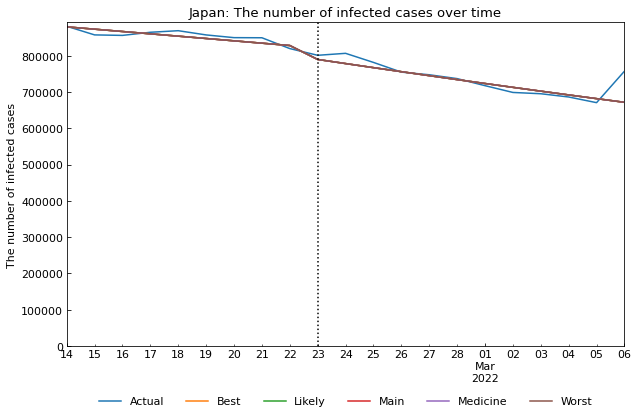 Japan: The number of infected cases over time
The number of infected cases
800000
700000
600000
500000
400000
300000
200000
100000
0
14 15 16 17 18 19 20 21 22 23 24 25 26 27 28 01 02 03 04 05 06
Mar
2022
Actual Best Likely Main Medicine Worst